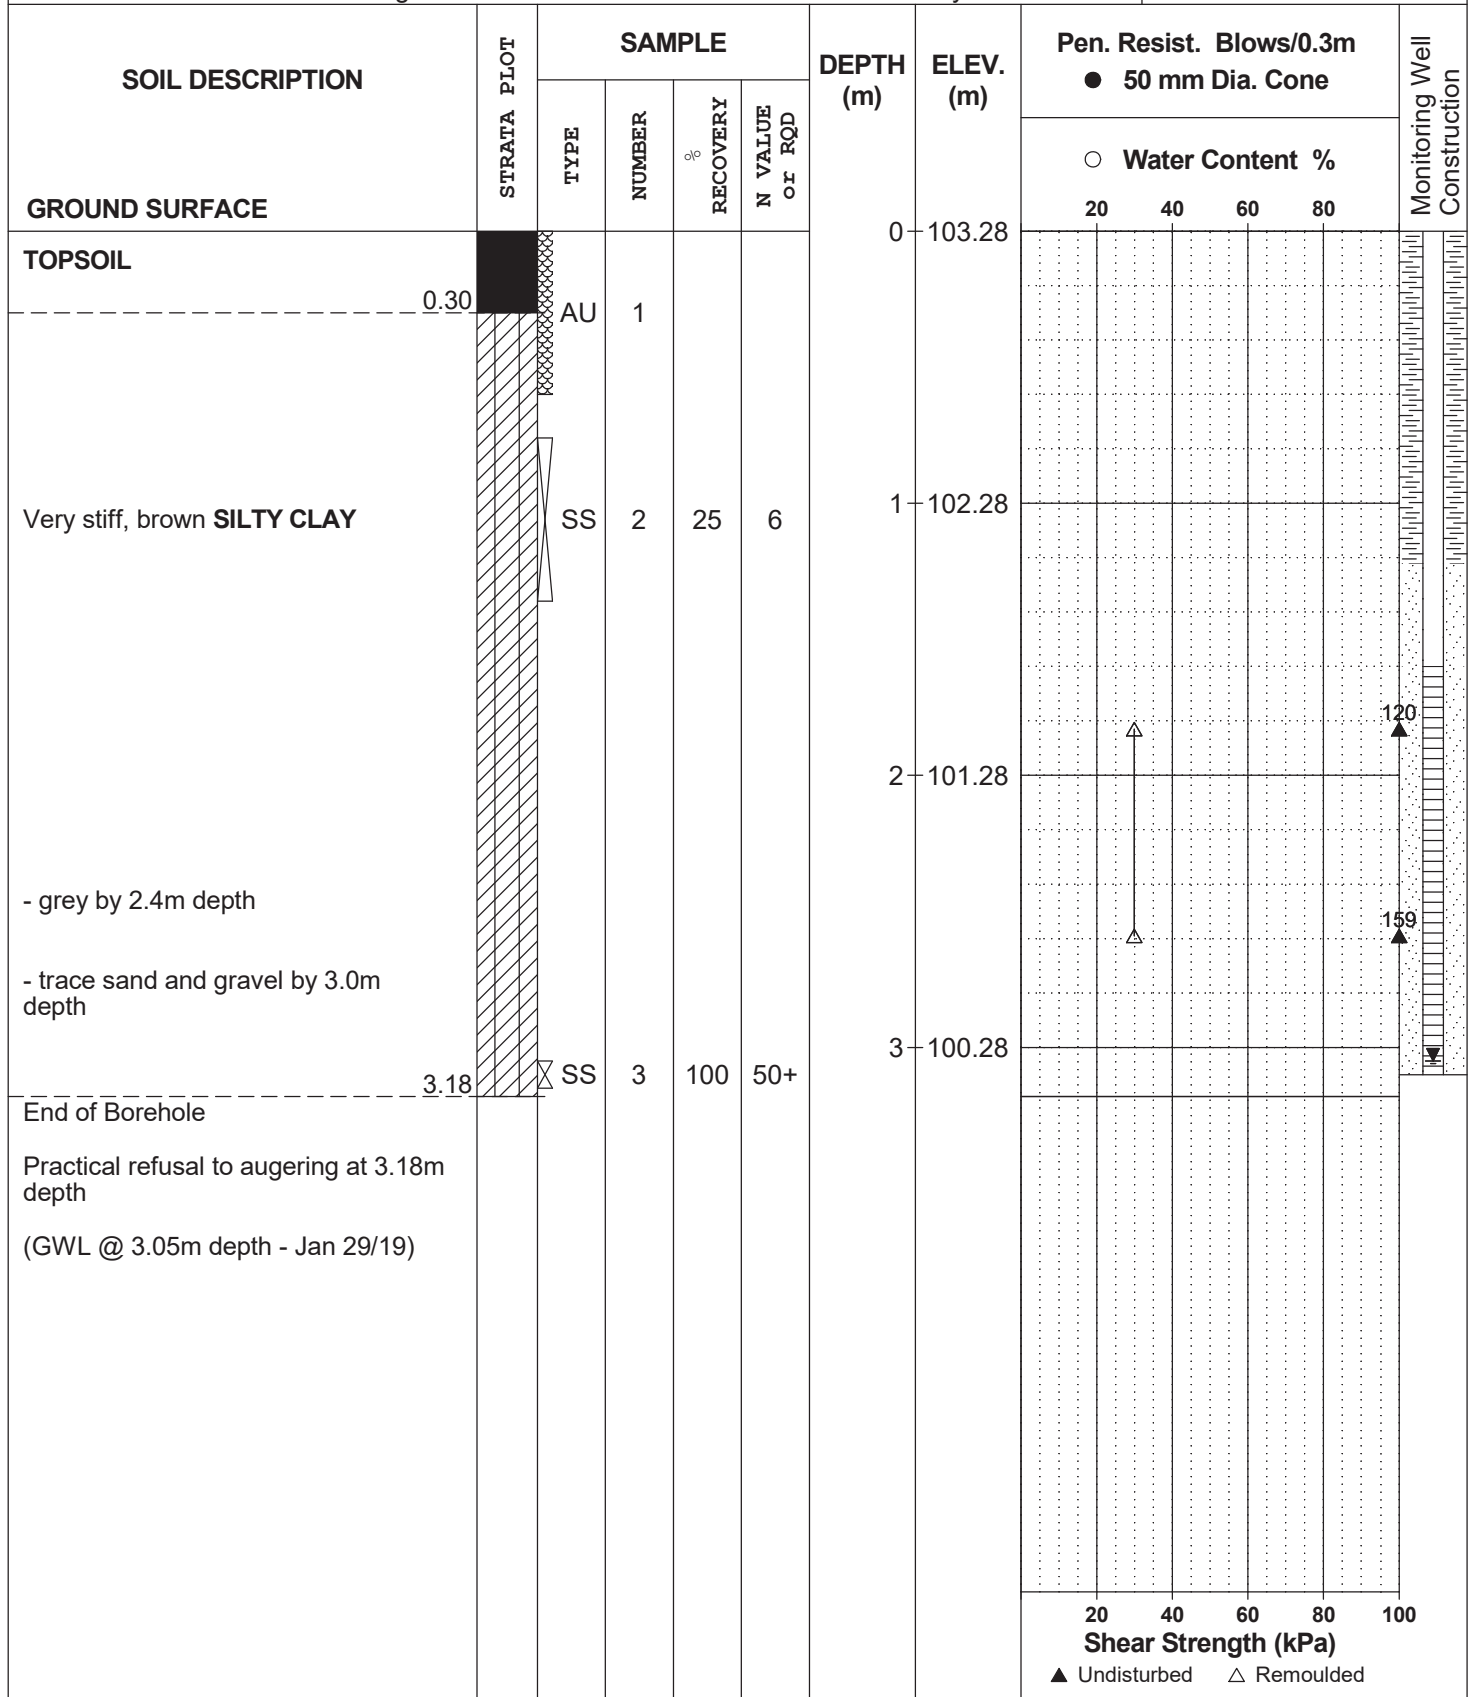 SOIL DESCRIPTION
GROUND SURFACE
STRATA PLOT
SAMPLE
TYPE
NUMBER
%
RECOVERY
N VALUE
or RQD
DEPTH
(m)
ELEV.
(m)
Pen. Resist. Blows/0.3m
● 50 mm Dia. Cone
○ Water Content %
20 40 60 80
Monitoring Well
Construction
0 103.28
TOPSOIL
0.30
AU 1
1 102.28
Very stiff, brown SILTY CLAY
SS 2 25 6
120
2 101.28
- grey by 2.4m depth
159
- trace sand and gravel by 3.0m
depth
3 100.28
SS 3 100 50+
3.18
End of Borehole
Practical refusal to augering at 3.18m
depth
(GWL @ 3.05m depth - Jan 29/19)
20 40 60 80 100
Shear Strength (kPa)
▲ Undisturbed △ Remoulded